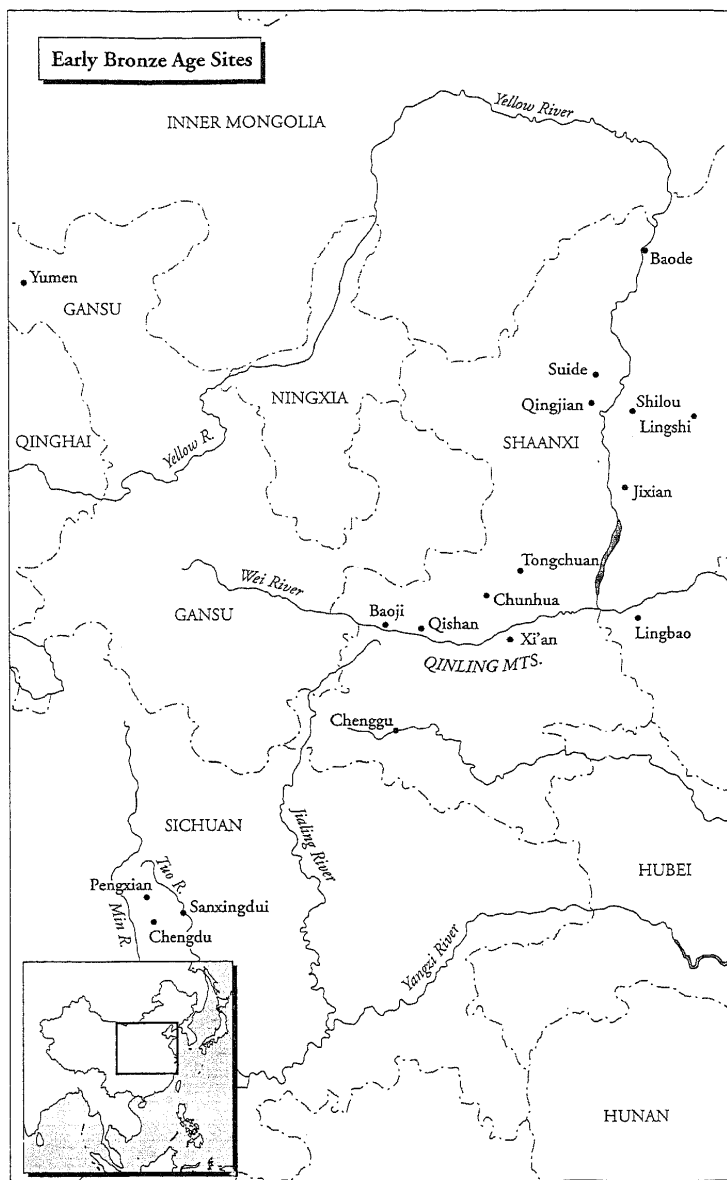 Early Bronze Age Sites
INNER MONGOLIA
Yellow River
Baode
Yumen
GANSU
Suide
NINGXIA
Qingjian
Shilou
Lingshi
QINGHAI
Yellow R.
SHAANXI
Jixian
Tongchuan
Wei River
Chunhua
GANSU
Baoji
Qishan
Xi'an
Lingbao
QINLING MTS.
Chenggu
SICHUAN
Jialing River
HUBEI
Tuo R.
Pengxian
Sanxingdui
Min R.
Chengdu
Yangzi River
HUNAN